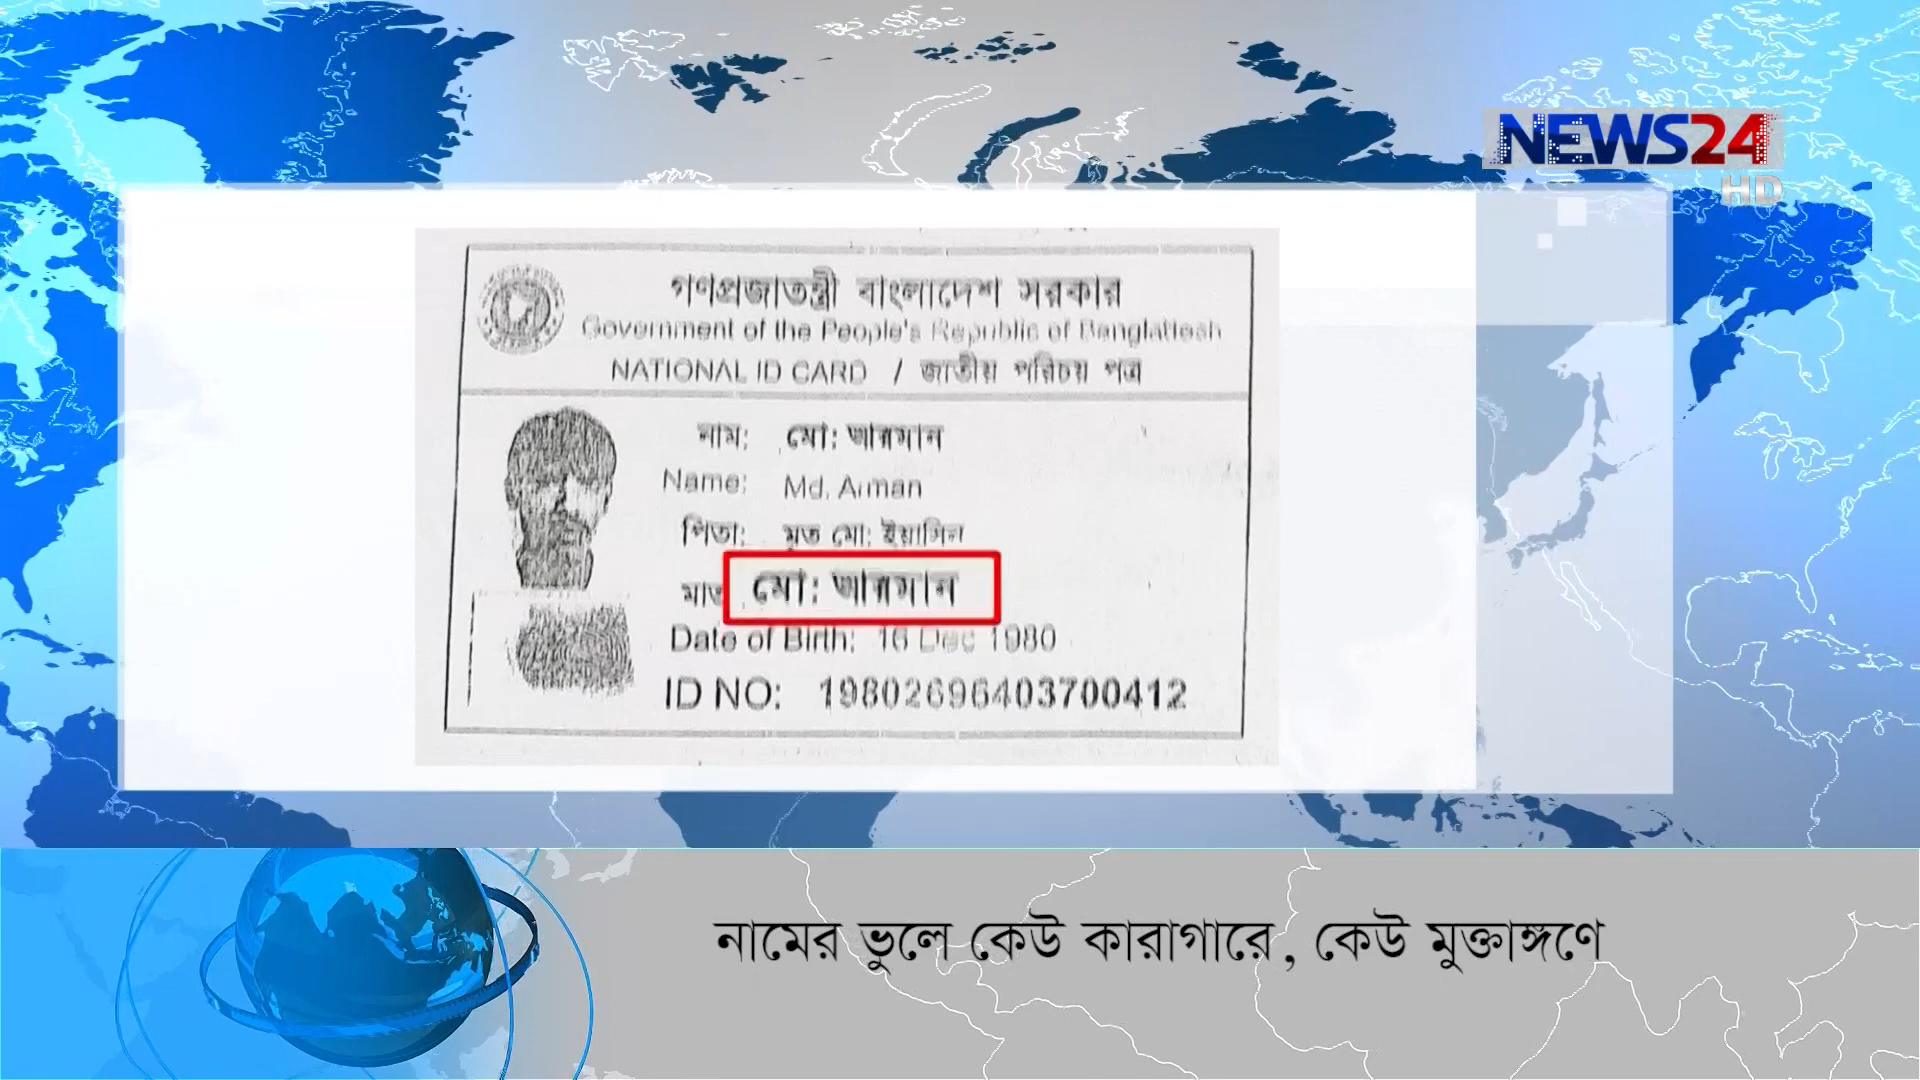 NEWS24
HD
গণপ্রজাতন্ত্রী বাংলাদেশ সরকার
Government of the People's Republic of Bangladesh
NATIONAL ID CARD / জাতীয় পরিচয় পত্র
নাম: মো: আরমান
Name: Md. Arman
পিতা: মৃত মো: ইয়াসিন
মো: আরমান
Date of Birth: 16 Dec 1980
ID NO: 19802696403700412
নামের ভুলে কেউ কারাগারে, কেউ মুক্তাঙ্গণে